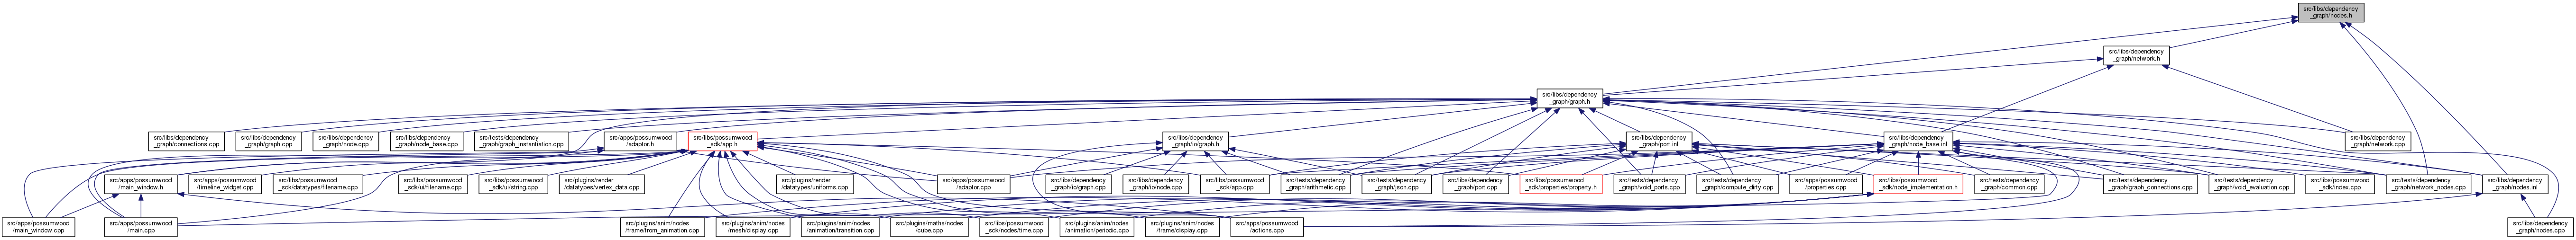 src/libs/dependency
_graph/nodes.h
src/libs/dependency
_graph/network.h
src/libs/dependency
_graph/graph.h
src/libs/dependency
_graph/connections.cpp
src/libs/dependency
_graph/graph.cpp
src/libs/dependency
_graph/node.cpp
src/libs/dependency
_graph/node_base.cpp
src/tests/dependency
_graph/graph_instantiation.cpp
src/apps/possumwood
/adaptor.h
src/libs/possumwood
_sdk/app.h
src/libs/dependency
_graph/io/graph.h
src/libs/dependency
_graph/port.inl
src/libs/dependency
_graph/node_base.inl
src/libs/dependency
_graph/network.cpp
src/apps/possumwood
/main_window.h
src/apps/possumwood
/timeline_widget.cpp
src/libs/possumwood
_sdk/datatypes/filename.cpp
src/libs/possumwood
_sdk/ui/filename.cpp
src/libs/possumwood
_sdk/ui/string.cpp
src/plugins/render
/datatypes/vertex_data.cpp
src/plugins/render
/datatypes/uniforms.cpp
src/apps/possumwood
/adaptor.cpp
src/libs/dependency
_graph/io/graph.cpp
src/libs/dependency
_graph/io/node.cpp
src/libs/possumwood
_sdk/app.cpp
src/tests/dependency
_graph/arithmetic.cpp
src/tests/dependency
_graph/json.cpp
src/libs/dependency
_graph/port.cpp
src/libs/possumwood
_sdk/properties/property.h
src/tests/dependency
_graph/void_ports.cpp
src/tests/dependency
_graph/compute_dirty.cpp
src/apps/possumwood
/properties.cpp
src/libs/possumwood
_sdk/node_implementation.h
src/tests/dependency
_graph/common.cpp
src/tests/dependency
_graph/graph_connections.cpp
src/tests/dependency
_graph/void_evaluation.cpp
src/libs/possumwood
_sdk/index.cpp
src/tests/dependency
_graph/network_nodes.cpp
src/libs/dependency
_graph/nodes.inl
src/apps/possumwood
/main_window.cpp
src/apps/possumwood
/main.cpp
src/plugins/anim/nodes
/frame/from_animation.cpp
src/plugins/anim/nodes
/mesh/display.cpp
src/plugins/anim/nodes
/animation/transition.cpp
src/plugins/maths/nodes
/cube.cpp
src/libs/possumwood
_sdk/nodes/time.cpp
src/plugins/anim/nodes
/animation/periodic.cpp
src/plugins/anim/nodes
/frame/display.cpp
src/apps/possumwood
/actions.cpp
src/libs/dependency
_graph/nodes.cpp